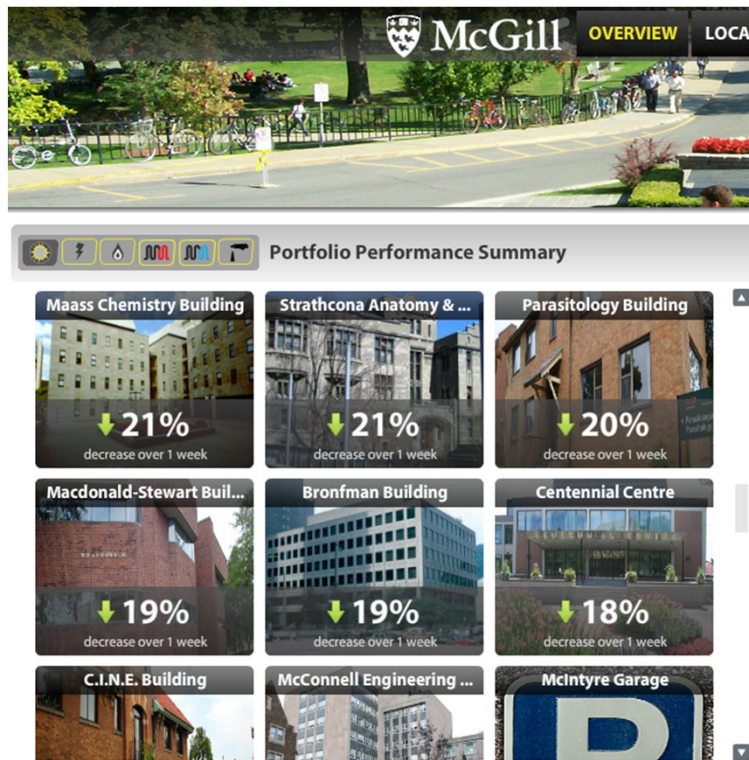 McGill
OVERVIEW
LOCA
Portfolio Performance Summary
Maass Chemistry Building
21%
decrease over 1 week
Strathcona Anatomy & ...
21%
decrease over 1 week
Parasitology Building
20%
decrease over 1 week
Macdonald-Stewart Buil...
19%
decrease over 1 week
Bronfman Building
19%
decrease over 1 week
Centennial Centre
18%
decrease over 1 week
C.I.N.E. Building
McConnell Engineering ...
McIntyre Garage
P